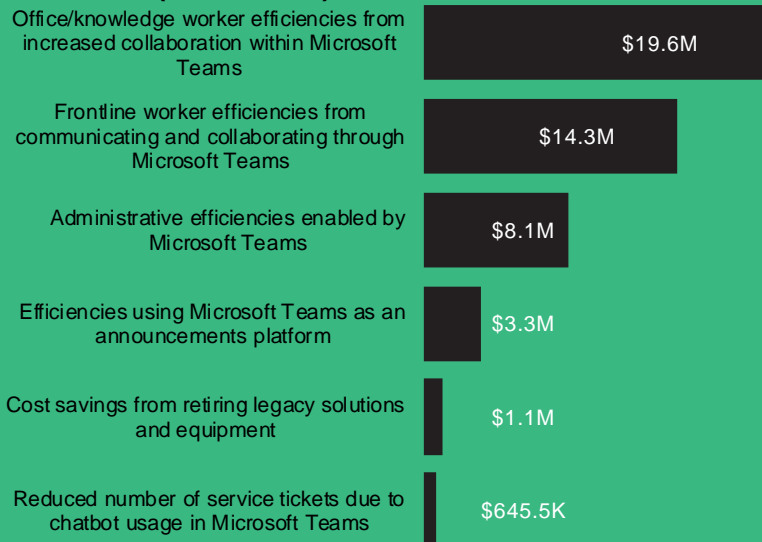 Office/knowledge worker efficiencies from
increased collaboration within Microsoft
Teams
$19.6M
Frontline worker efficiencies from
communicating and collaborating through
Microsoft Teams
$14.3M
Administrative efficiencies enabled by
Microsoft Teams
$8.1M
Efficiencies using Microsoft Teams as an
announcements platform
$3.3M
Cost savings from retiring legacy solutions
and equipment
$1.1M
Reduced number of service tickets due to
chatbot usage in Microsoft Teams
$645.5K